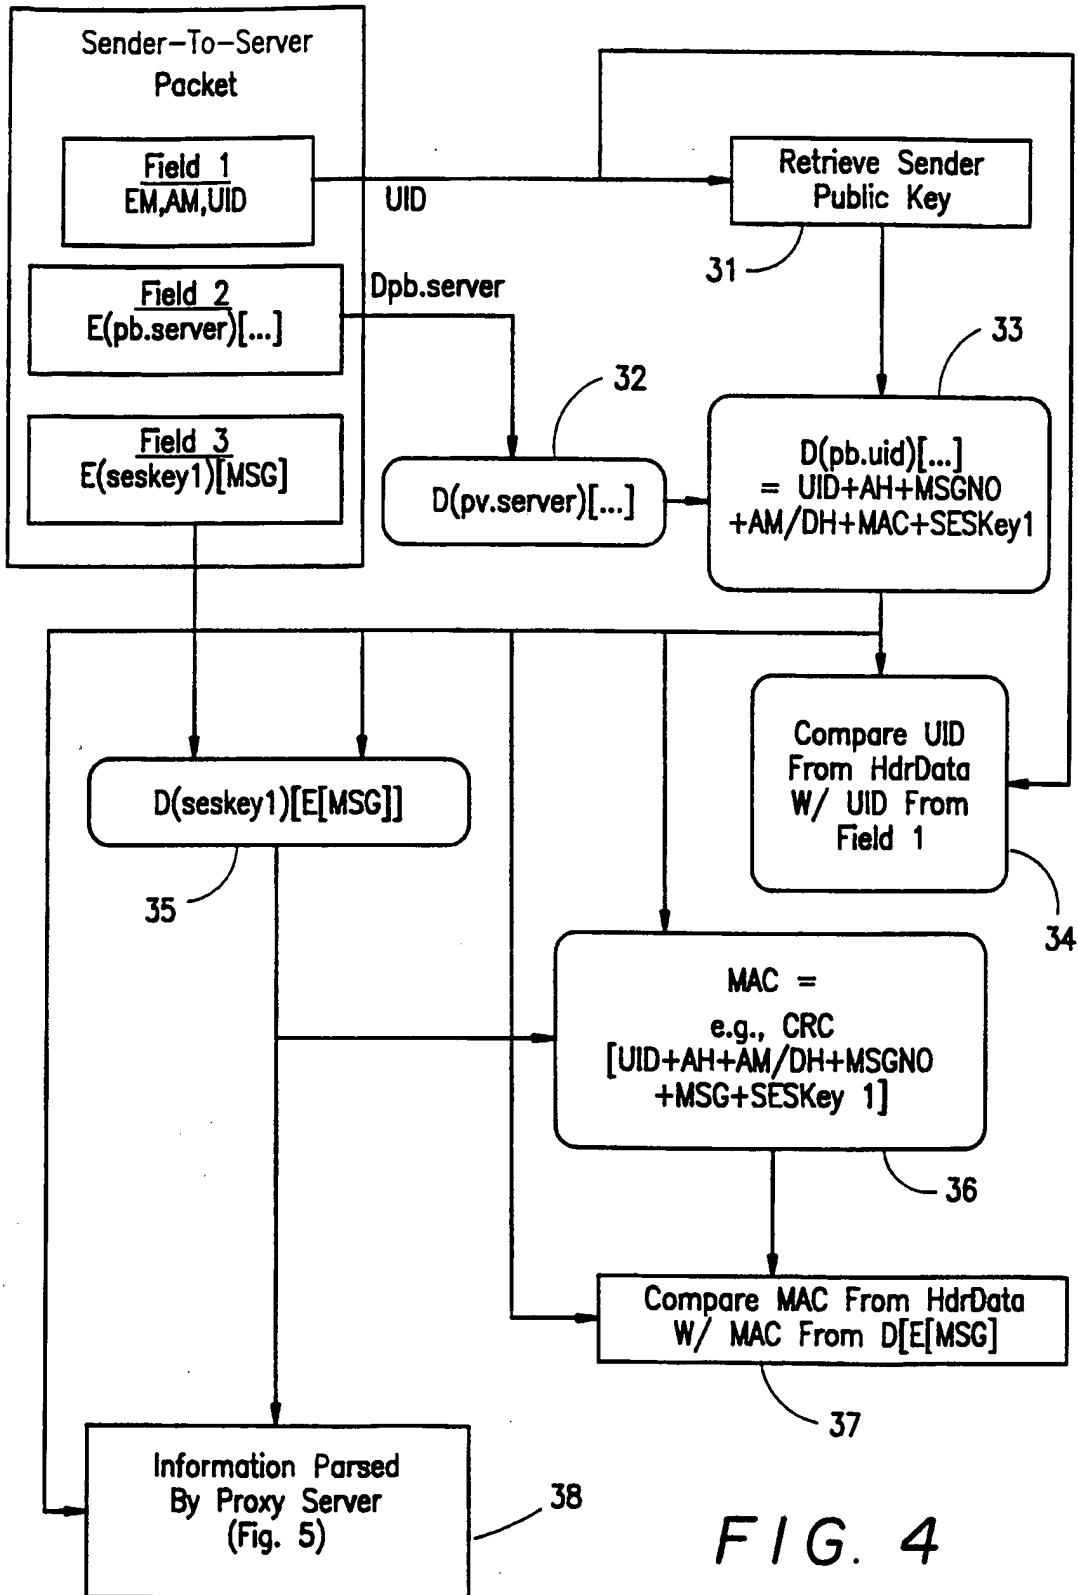 Sender-To-Server
Packet
Field 1
EM,AM,UID
UID
Retrieve Sender
Public Key
31
Field 2
E(pb.server)[...]
Dpb.server
33
32
Field 3
E(seskey1)[MSG]
D(pv.server)[...]
D(pb.uid)[...]
= UID+AH+MSGNO
+AM/DH+MAC+SESKey1
Compare UID
From HdrData
W/ UID From
Field 1
34
D(seskey1)[E[MSG]]
35
MAC =
e.g., CRC
[UID+AH+AM/DH+MSGNO
+MSG+SESKey 1]
36
Compare MAC From HdrData
W/ MAC From D[E[MSG]
37
Information Parsed
By Proxy Server
(Fig. 5)
38
FIG. 4